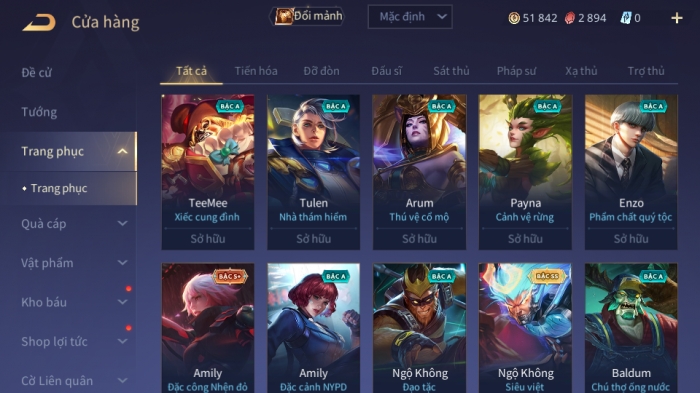 Cửa hàng
Đổi mảnh
Mặc định
51 842
2 894
0
Đề cử
Tướng
Trang phục
Trang phục
Quà cáp
Vật phẩm
Kho báu
Shop lợi tức
Cờ Liên quân
Tất cả Tiến hóa Đỡ đòn Đấu sĩ Sát thủ Pháp sư Xạ thủ Trợ thủ
BẬC A BẬC A BẬC A BẬC A BẬC A
TeeMee Tulen Arum Payna Enzo
Xiếc cung đình Nhà thám hiểm Thú vệ cổ mộ Cảnh vệ rừng Phẩm chất quý tộc
Sở hữu Sở hữu Sở hữu Sở hữu Sở hữu
BẬC S+ BẬC A BẬC A BẬC SS BẬC A
Amily Amily Ngộ Không Ngộ Không Baldum
Đặc công Nhện đỏ Đặc cảnh NYPD Đạo tặc Siêu việt Chú thợ ống nước